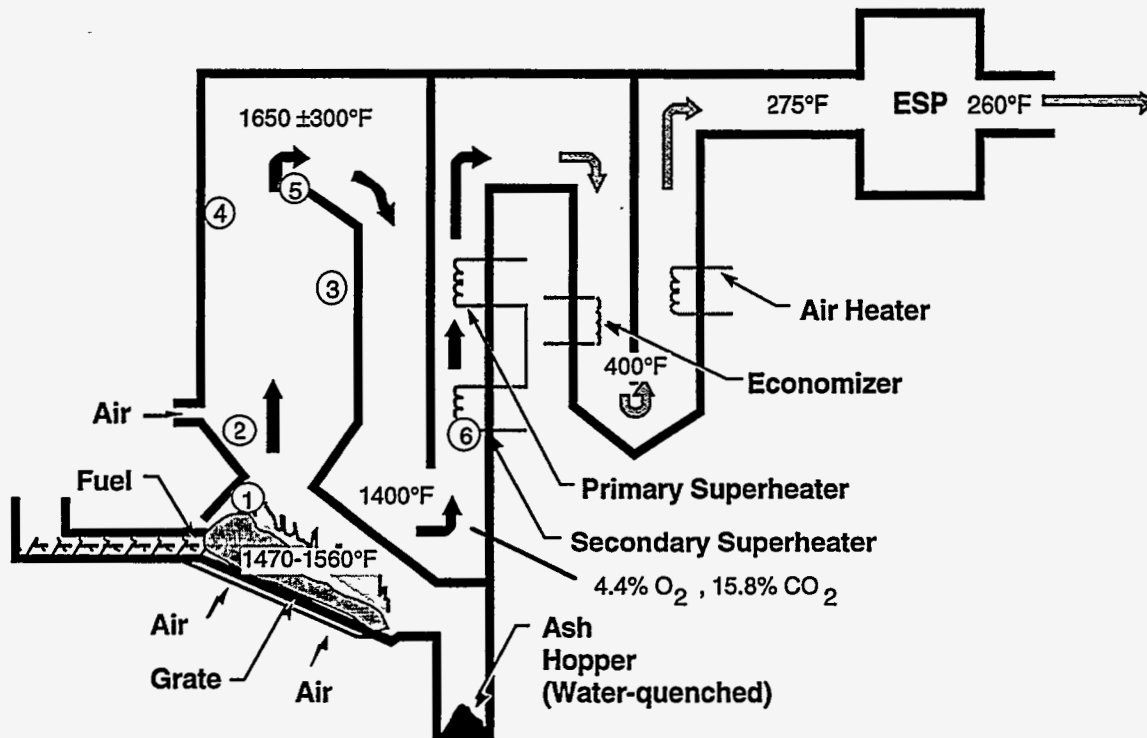 275°F
ESP
260°F
1650 ±300°F
5
4
3
Air Heater
400°F
Economizer
Air
2
6
Fuel
1
1400°F
Primary Superheater
1470-1560°F
Secondary Superheater
4.4% O₂ , 15.8% CO₂
Air
Grate
Air
Ash
Hopper
(Water-quenched)